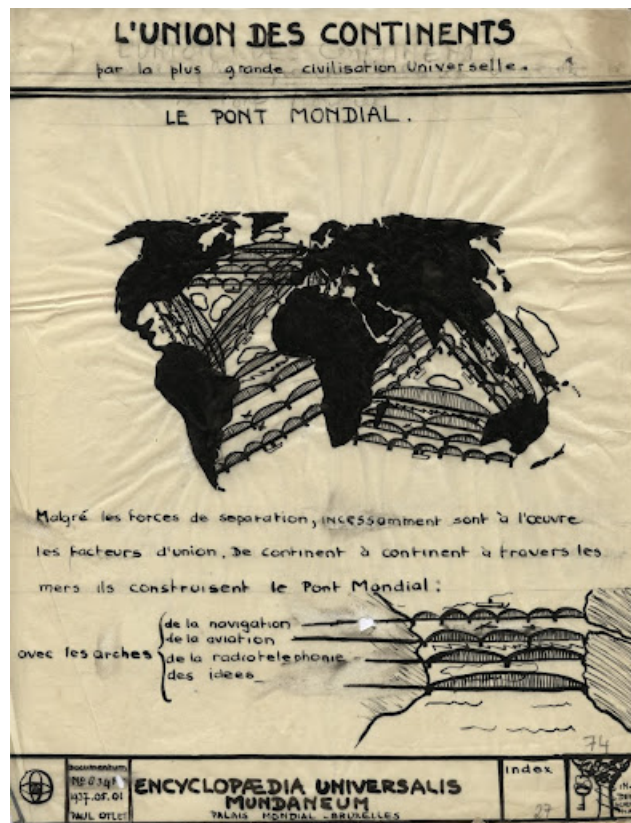 L'UNION DES CONTINENTS
par la plus grande civilisation Universelle.
LE PONT MONDIAL.
Malgré les forces de separation, incessamment sont à l'œuvre
les facteurs d'union. De continent à continent à travers les
mers ils construisent le Pont Mondial:
avec les arches
de la navigation
de la aviation
de la radiotelephonie
des idees
74
Documentum
1937.05.01
PAUL OTLET
ENCYCLOPÆDIA UNIVERSALIS
MUNDANEUM
PALAIS MONDIAL - BRUXELLES
Index
27